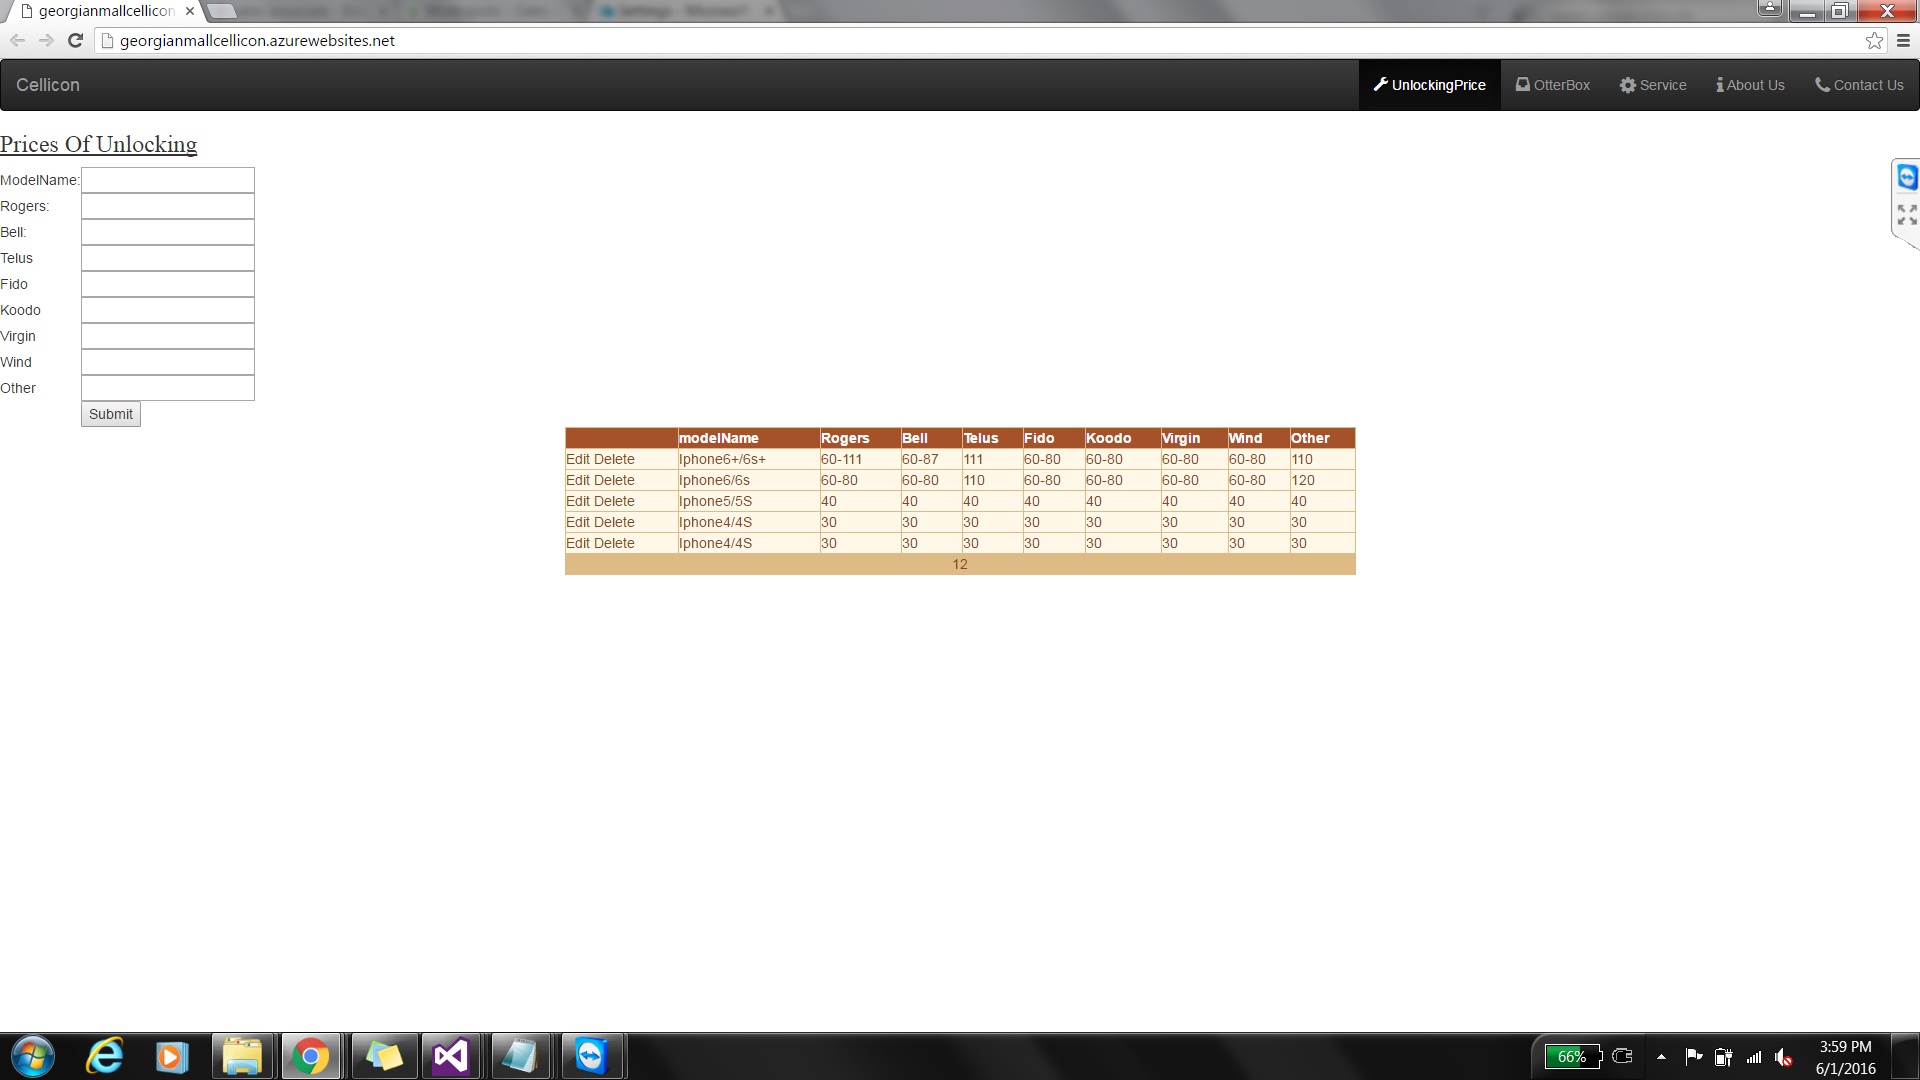 georgianmallcellicon
georgianmallcellicon.azurewebsites.net
Cellicon
UnlockingPrice OtterBox Service About Us Contact Us
Prices Of Unlocking
ModelName:
Rogers:
Bell:
Telus
Fido
Koodo
Virgin
Wind
Other
Submit
modelName Rogers Bell Telus Fido Koodo Virgin Wind Other
Edit Delete Iphone6+/6s+ 60-111 60-87 111 60-80 60-80 60-80 60-80 110
Edit Delete Iphone6/6s 60-80 60-80 110 60-80 60-80 60-80 60-80 120
Edit Delete Iphone5/5S 40 40 40 40 40 40 40 40
Edit Delete Iphone4/4S 30 30 30 30 30 30 30 30
Edit Delete Iphone4/4S 30 30 30 30 30 30 30 30
12
66%
3:59 PM
6/1/2016